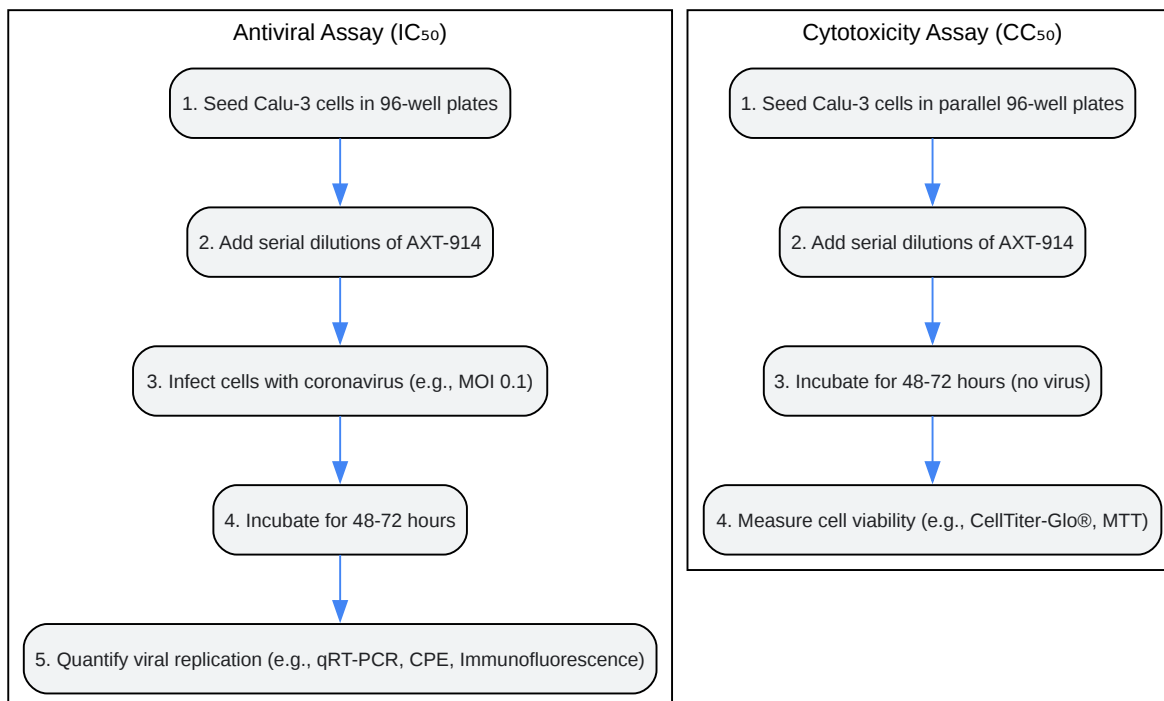 Antiviral Assay (IC₅₀)
1. Seed Calu-3 cells in 96-well plates
2. Add serial dilutions of AXT-914
3. Infect cells with coronavirus (e.g., MOI 0.1)
4. Incubate for 48-72 hours
5. Quantify viral replication (e.g., qRT-PCR, CPE, Immunofluorescence)
Cytotoxicity Assay (CC₅₀)
1. Seed Calu-3 cells in parallel 96-well plates
2. Add serial dilutions of AXT-914
3. Incubate for 48-72 hours (no virus)
4. Measure cell viability (e.g., CellTiter-Glo®, MTT)